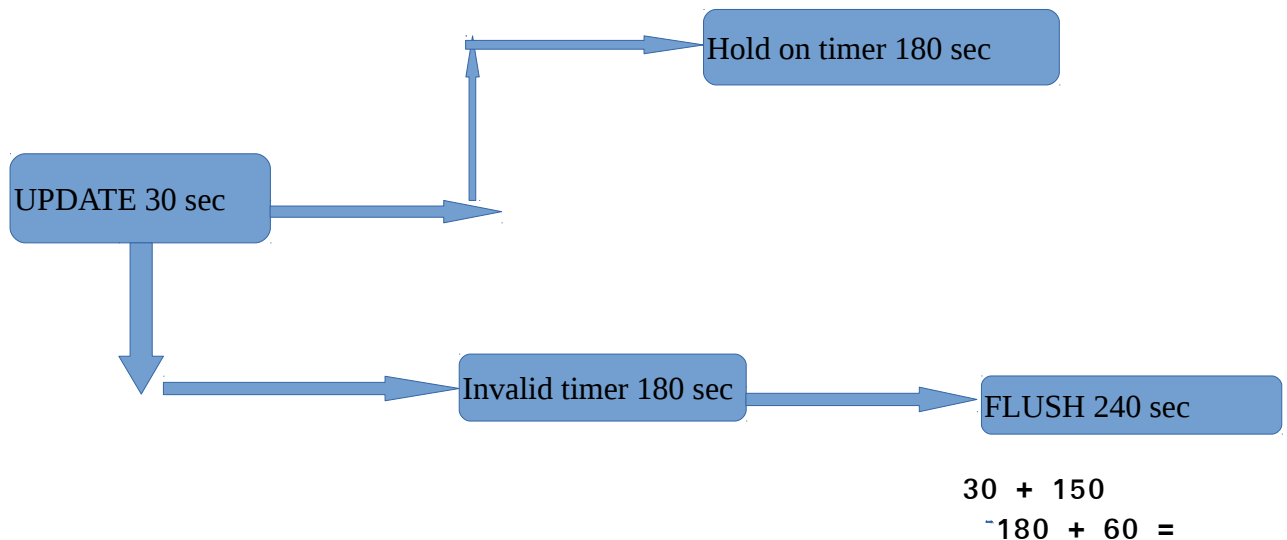 Hold on timer 180 sec
UPDATE 30 sec
Invalid timer 180 sec
FLUSH 240 sec
30 + 150
180 + 60 =